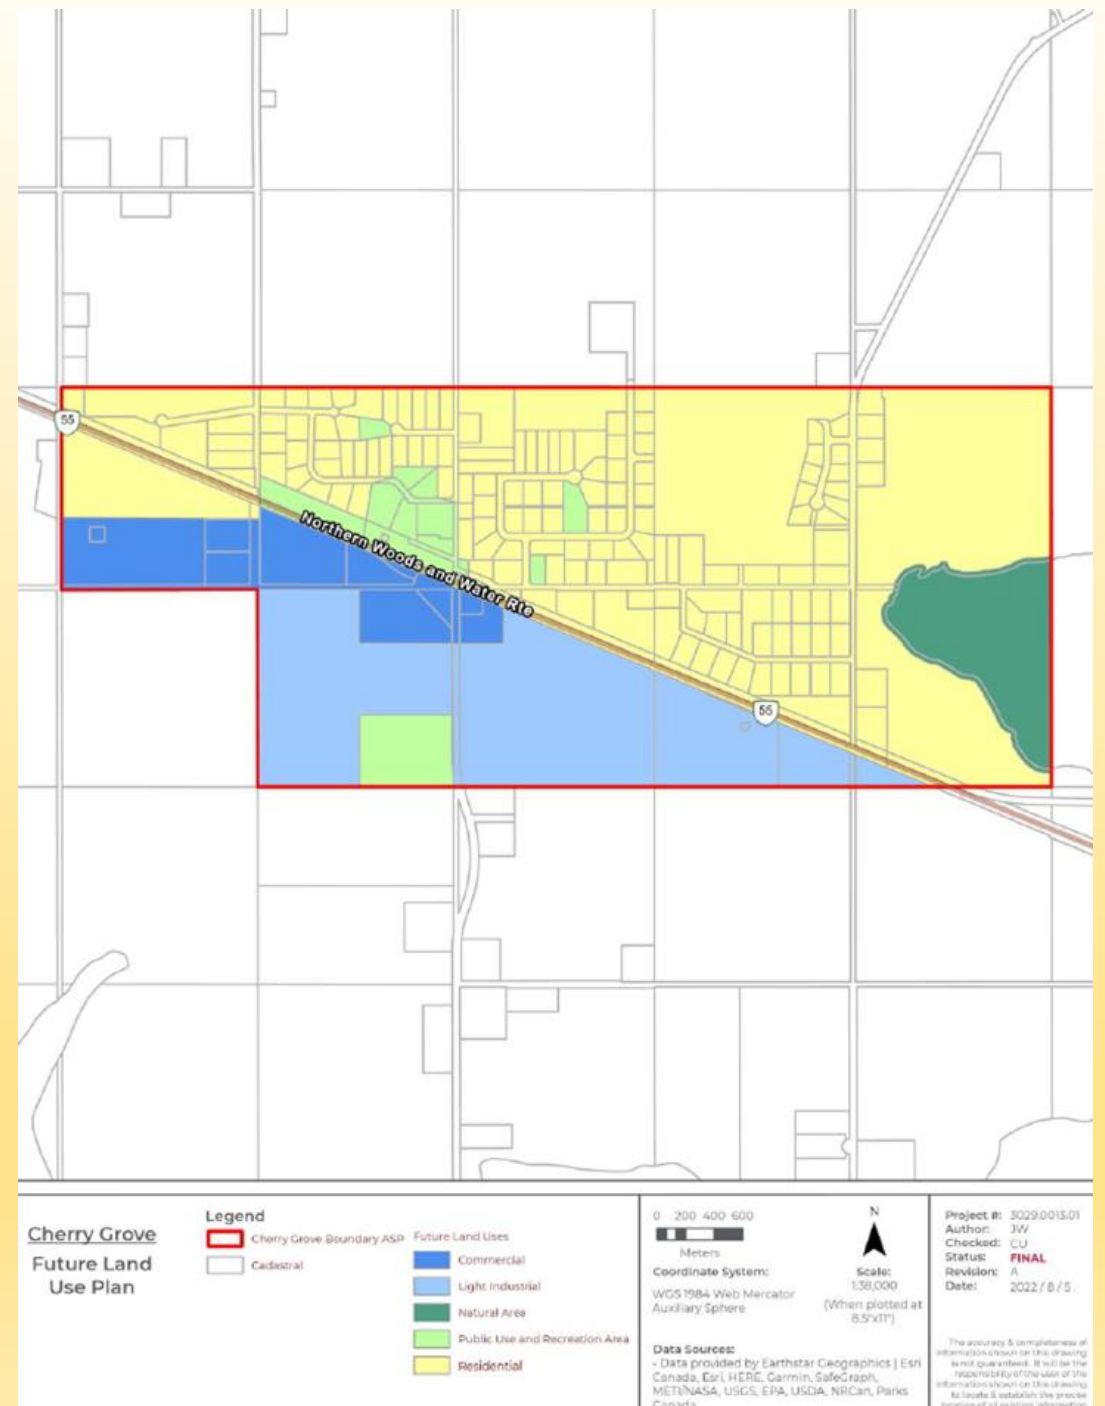 55
Northern Woods and Water Rte
55
Cherry Grove
Future Land
Use Plan
Legend
Cherry Grove Boundary ASP
Cadastral
Future Land Uses
Commercial
Light Industrial
Natural Area
Public Use and Recreation Area
Residential
0 200 400 600
Meters
Coordinate System:
WGS 1984 Web Mercator
Auxiliary Sphere
Data Sources:
- Data provided by Earthstar Geographics | Esri
Canada, Esri, HERE, Garmin, SafeGraph,
METI/NASA, USGS, EPA, USDA, NRCan, Parks
Canada
N
Scale:
1:38,000
(When plotted at
8.5"x11")
Project #: 3029.0013.01
Author: JW
Checked: CU
Status: FINAL
Revision: A
Date: 2022 / 8 / 5
The accuracy & completeness of
information shown on this drawing
is not guaranteed. It will be the
responsibility of the user of the
information shown on this drawing
to locate & establish the precise
location of all existing information